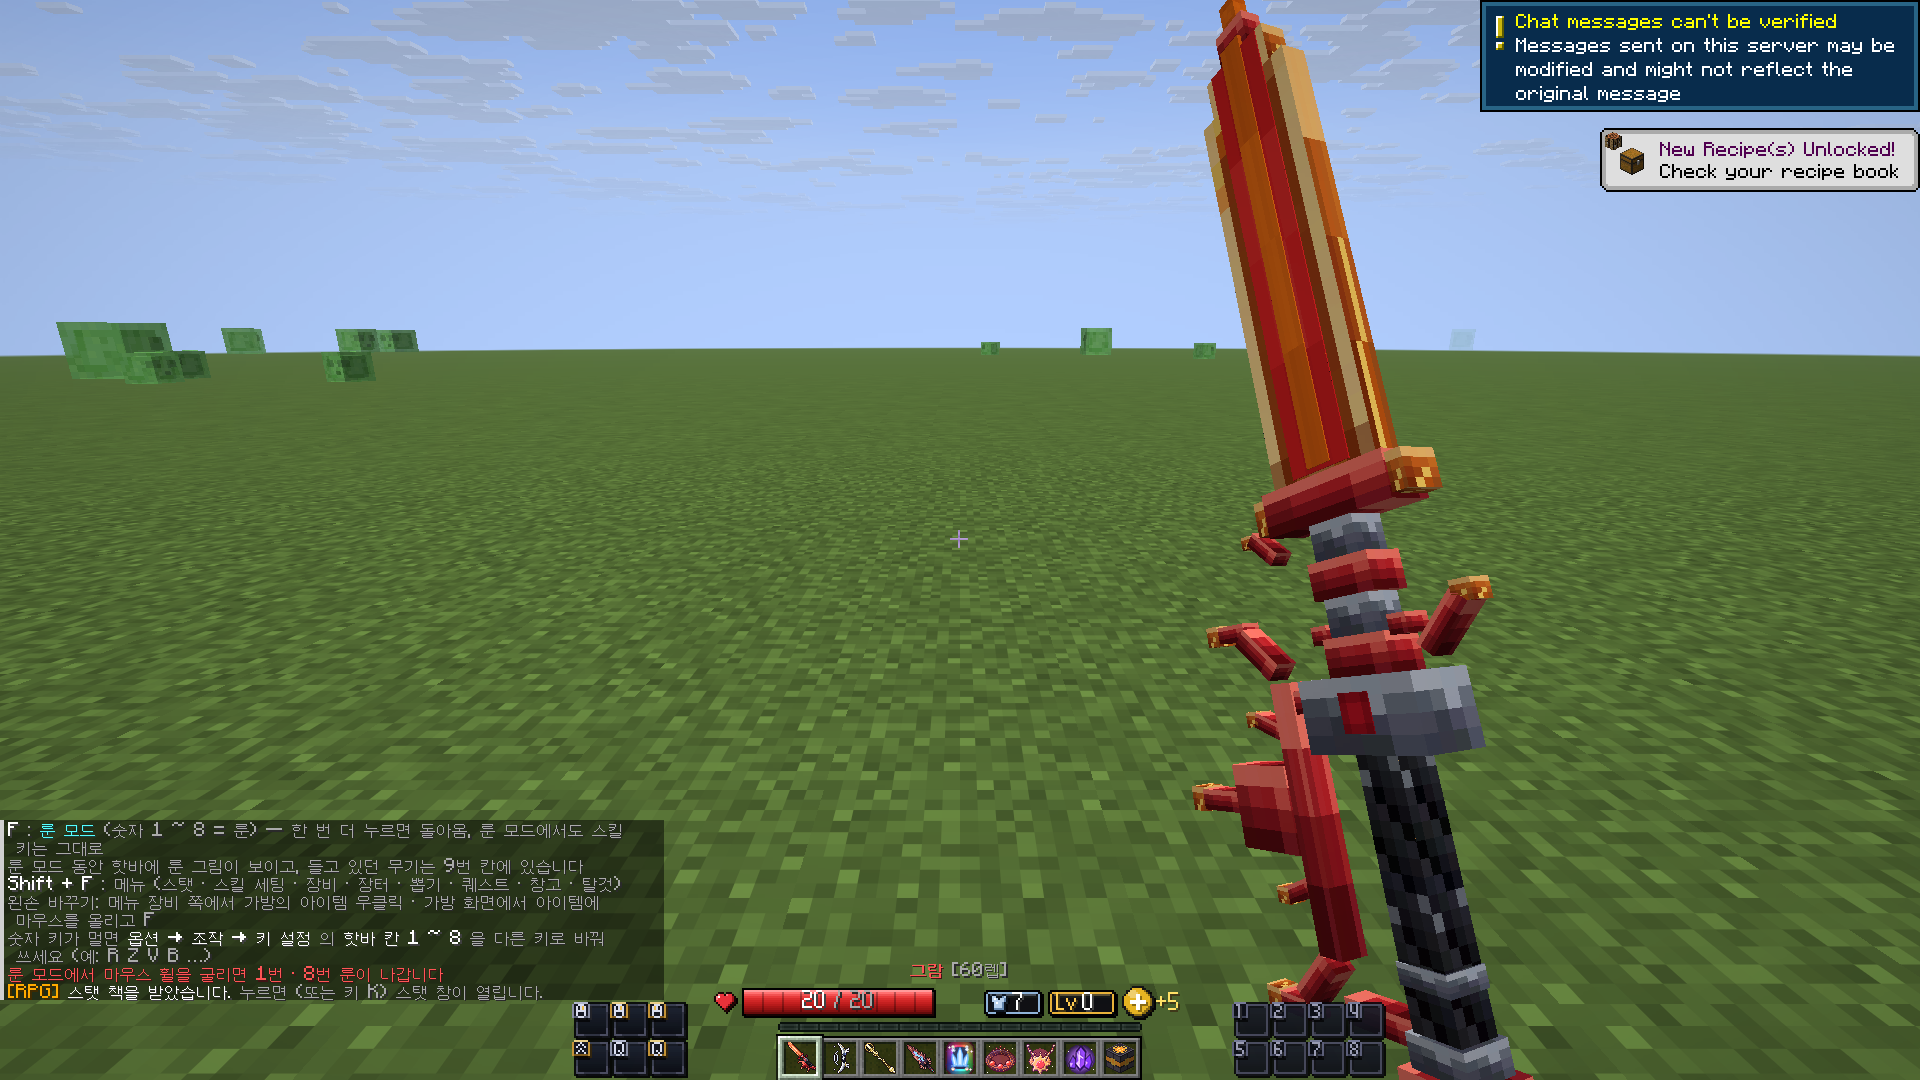 Chat messages can't be verified
Messages sent on this server may be
modified and might not reflect the
original message
New Recipe(s) Unlocked!
Check your recipe book
F : 룬 모드 (숫자 1 ~ 8 = 룬) — 한 번 더 누르면 돌아옴, 룬 모드에서도 스킬
키는 그대로
룬 모드 동안 핫바에 룬 그림이 보이고, 들고 있던 무기는 9번 칸에 있습니다
Shift + F : 메뉴 (스탯 · 스킬 세팅 · 장비 · 장터 · 뽑기 · 퀘스트 · 창고 · 탈것)
왼손 바꾸기: 메뉴 장비 쪽에서 가방의 아이템 우클릭 · 가방 화면에서 아이템에
마우스를 올리고 F
숫자 키가 멀면 옵션 → 조작 → 키 설정 의 핫바 칸 1 ~ 8 을 다른 키로 바꿔
쓰세요 (예: R Z V B ...)
룬 모드에서 마우스 휠을 굴리면 1번 · 8번 룬이 나갑니다
[RPG] 스탯 책을 받았습니다. 누르면 (또는 키 K) 스탯 창이 열립니다.
그람 [60렙]
20 / 20
7
Lv 0
+5
Q Q
1 2 3 4
5 6 7 8